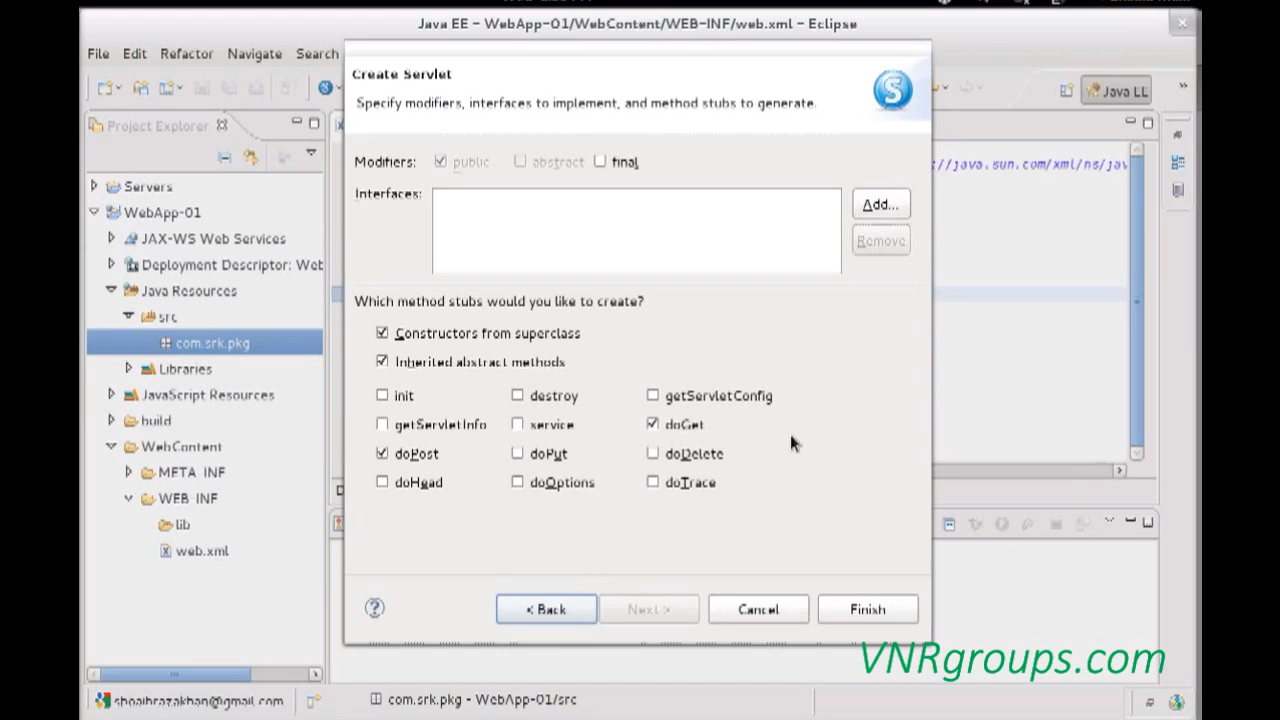 Java EE - WebApp-01/WebContent/WEB-INF/web.xml - Eclipse
File Edit Refactor Navigate Search
Create Servlet
Specify modifiers, interfaces to implement, and method stubs to generate.
Java EE
Project Explorer
Modifiers: public abstract final
://java.sun.com/xml/ns/jav
Servers
Interfaces:
Add...
WebApp-01
JAX-WS Web Services
Remove
Deployment Descriptor: Web
Java Resources
Which method stubs would you like to create?
src
Constructors from superclass
com.srk.pkg
Inherited abstract methods
Libraries
JavaScript Resources
init destroy getServletConfig
build
getServletInfo service doGet
WebContent
doPost doPut doDelete
META-INF
doHead doOptions doTrace
WEB-INF
lib
web.xml
< Back Next > Cancel Finish
VNRgroups.com
shoaibrazakhan@gmail.com
com.srk.pkg - WebApp-01/src